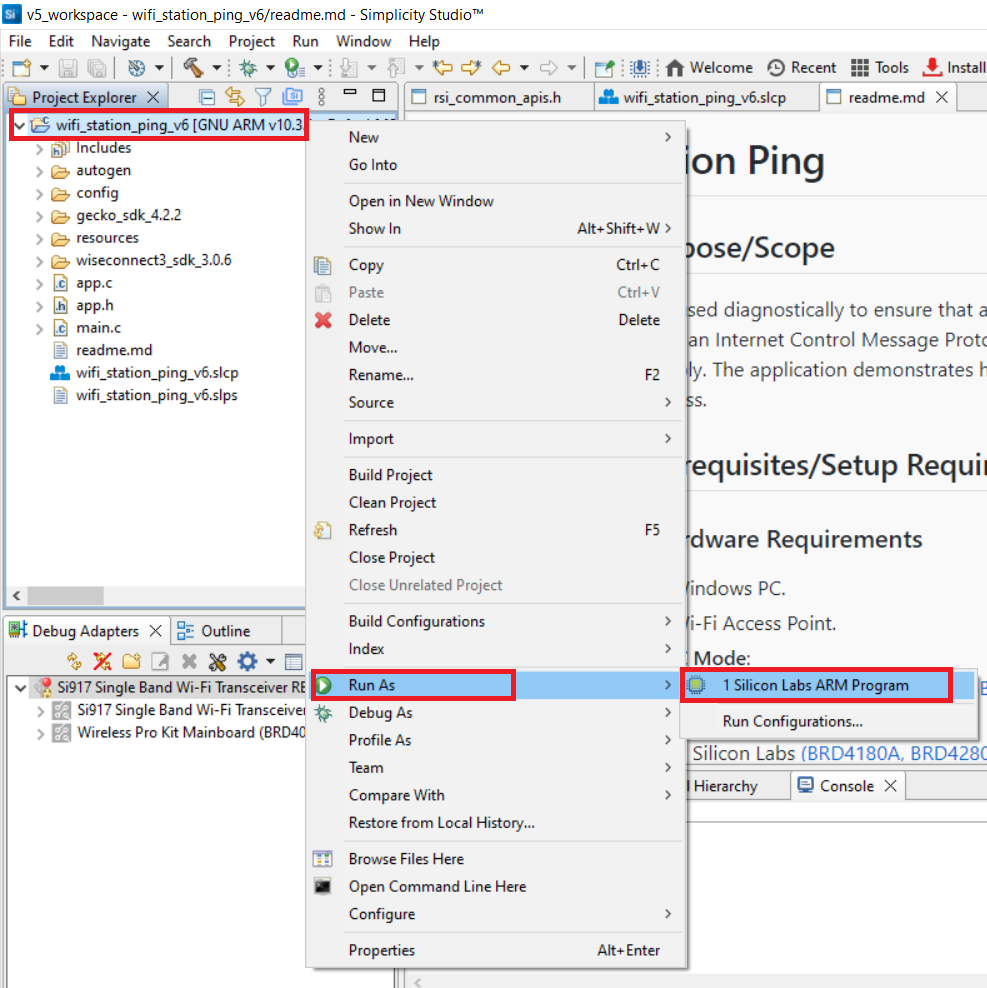 v5_workspace - wifi_station_ping_v6/readme.md - Simplicity Studio™
File Edit Navigate Search Project Run Window Help
Welcome Recent Tools Install
Project Explorer
rsi_common_apis.h wifi_station_ping_v6.slcp readme.md
wifi_station_ping_v6 [GNU ARM v10.3
Includes
autogen
config
gecko_sdk_4.2.2
resources
wiseconnect3_sdk_3.0.6
app.c
app.h
main.c
readme.md
wifi_station_ping_v6.slcp
wifi_station_ping_v6.slps
New
Go Into
Open in New Window
Show In Alt+Shift+W
Copy Ctrl+C
Paste Ctrl+V
Delete Delete
Move...
Rename... F2
Source
Import
Build Project
Clean Project
Refresh F5
Close Project
Close Unrelated Project
Build Configurations
Index
Run As
Debug As
Profile As
Team
Compare With
Restore from Local History...
Browse Files Here
Open Command Line Here
Configure
Properties Alt+Enter
1 Silicon Labs ARM Program
Run Configurations...
ion Ping
pose/Scope
sed diagnostically to ensure that a
an Internet Control Message Proto
ly. The application demonstrates h
ss.
requisites/Setup Requi
rdware Requirements
Windows PC.
i-Fi Access Point.
Mode:
Silicon Labs (BRD4180A, BRD4280
Hierarchy Console
Debug Adapters Outline
Si917 Single Band Wi-Fi Transceiver RE
Si917 Single Band Wi-Fi Transceiver
Wireless Pro Kit Mainboard (BRD40